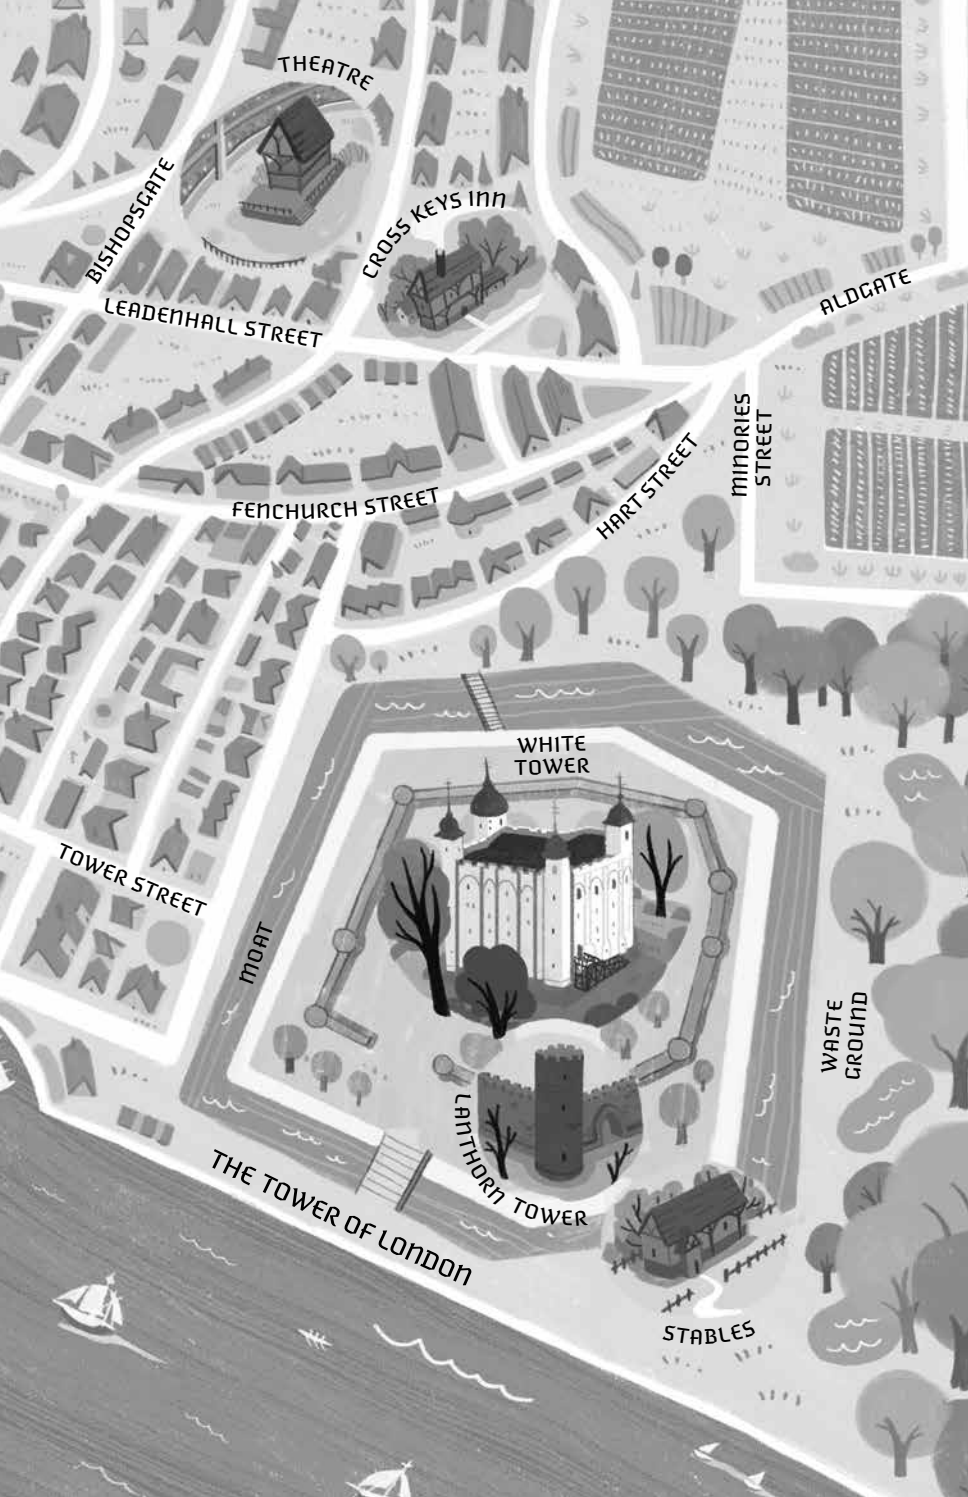 THEATRE
BISHOPSGATE
CROSS KEYS INN
LEADENHALL STREET
ALDGATE
MINORIES
STREET
HART STREET
FENCHURCH STREET
WHITE
TOWER
TOWER STREET
MOAT
WASTE
GROUND
LANTHORN TOWER
THE TOWER OF LONDON
STABLES